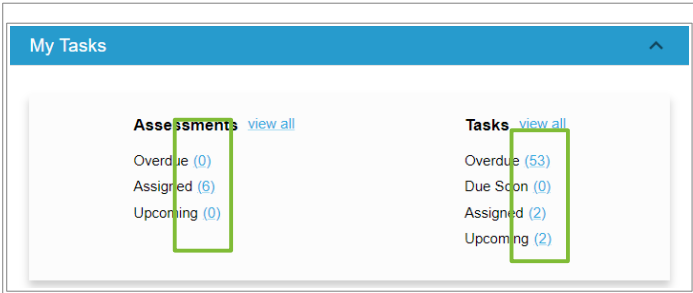 My Tasks
Assessments view all
Overdue (0)
Assigned (6)
Upcoming (0)
Tasks view all
Overdue (53)
Due Soon (0)
Assigned (2)
Upcoming (2)